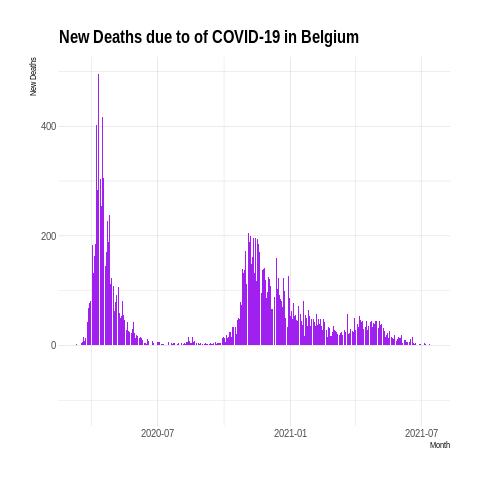 New Deaths due to of COVID-19 in Belgium
New Deaths
400
200
0
2020-07
2021-01
2021-07
Month